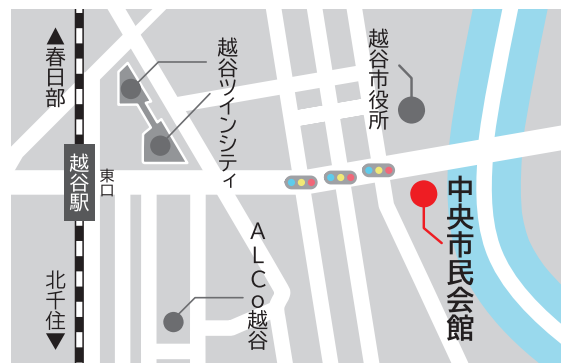 ▲春日部
越谷ツインシティ
越谷市役所
越谷駅
東口
中央市民会館
ALCo越谷
北千住▼